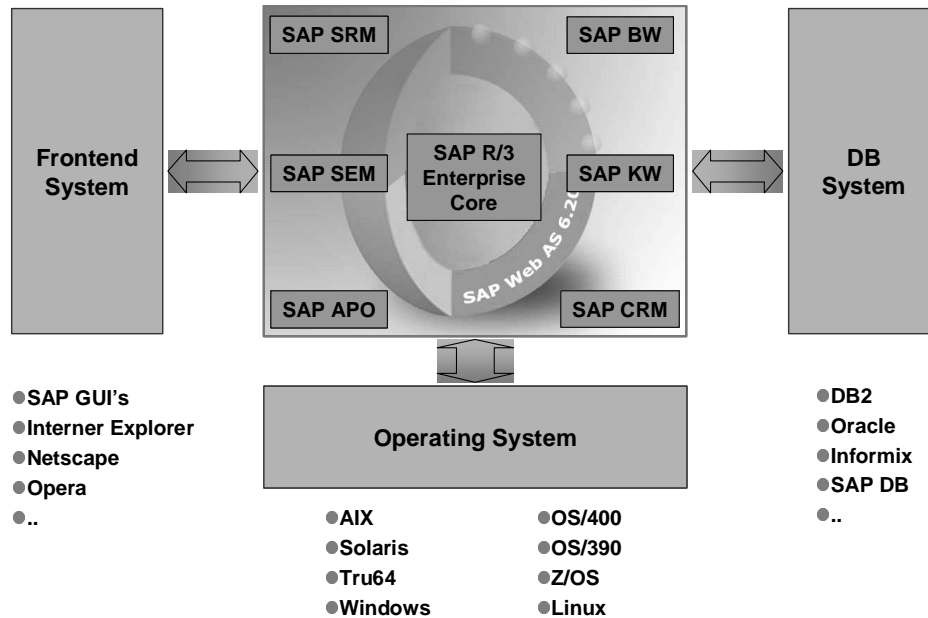 SAP SRM
SAP BW
Frontend
System
SAP SEM
SAP R/3
Enterprise
Core
SAP KW
DB
System
SAP Web AS 6.20
SAP APO
SAP CRM
●SAP GUI's
●Interner Explorer
●Netscape
●Opera
●..
Operating System
●DB2
●Oracle
●Informix
●SAP DB
●..
●AIX
●Solaris
●Tru64
●Windows
●OS/400
●OS/390
●Z/OS
●Linux